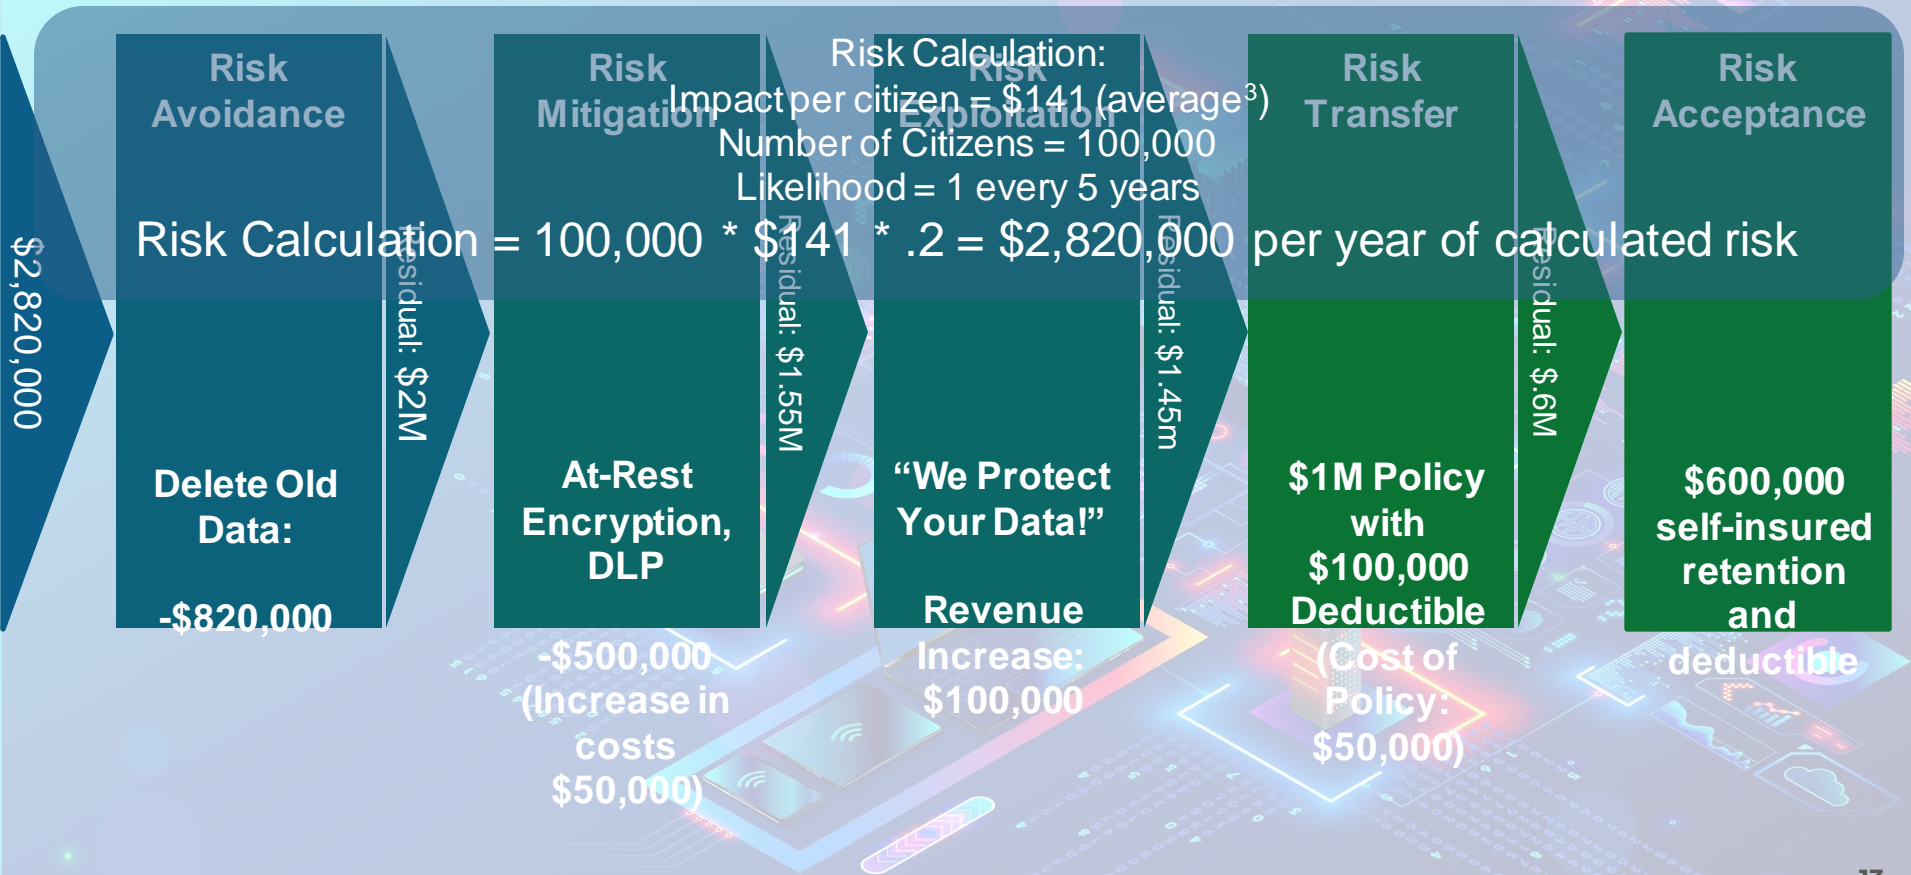 Risk Calculation:
Impact per citizen = $141 (average³)
Number of Citizens = 100,000
Likelihood = 1 every 5 years
Risk Calculation = 100,000 * $141 * .2 = $2,820,000 per year of calculated risk
$2,820,000
Risk
Avoidance
Delete Old
Data:
-$820,000
Residual: $2M
Risk
Mitigation
At-Rest
Encryption,
DLP
-$500,000
(Increase in
costs
$50,000)
Residual: $1.55M
Risk
Exploitation
“We Protect
Your Data!”
Revenue
Increase:
$100,000
Residual: $1.45m
Risk
Transfer
$1M Policy
with
$100,000
Deductible
(Cost of
Policy:
$50,000)
Residual: $.6M
Risk
Acceptance
$600,000
self-insured
retention
and
deductible